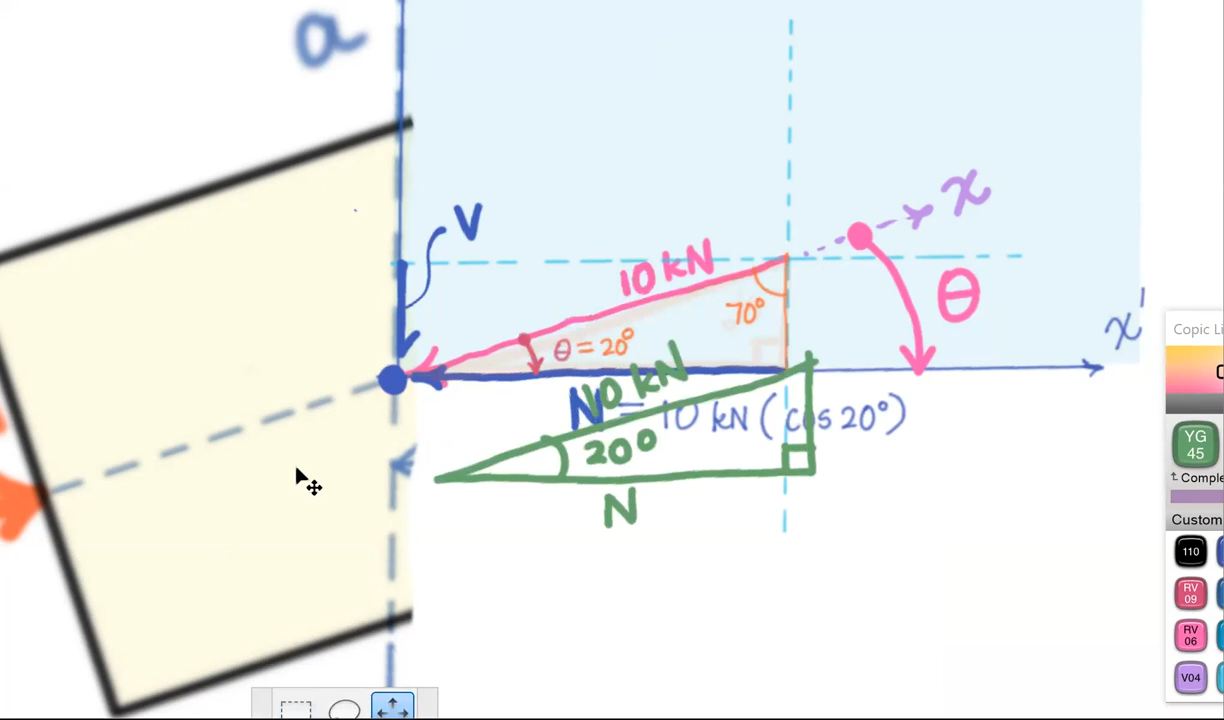 a
V
10 kN
x
70°
θ
θ = 20°
x'
Copic Li
10 kN
N = 10 kN ( cos 20° )
20°
N
YG
45
Comple
Custom
110
RV
09
RV
06
V04